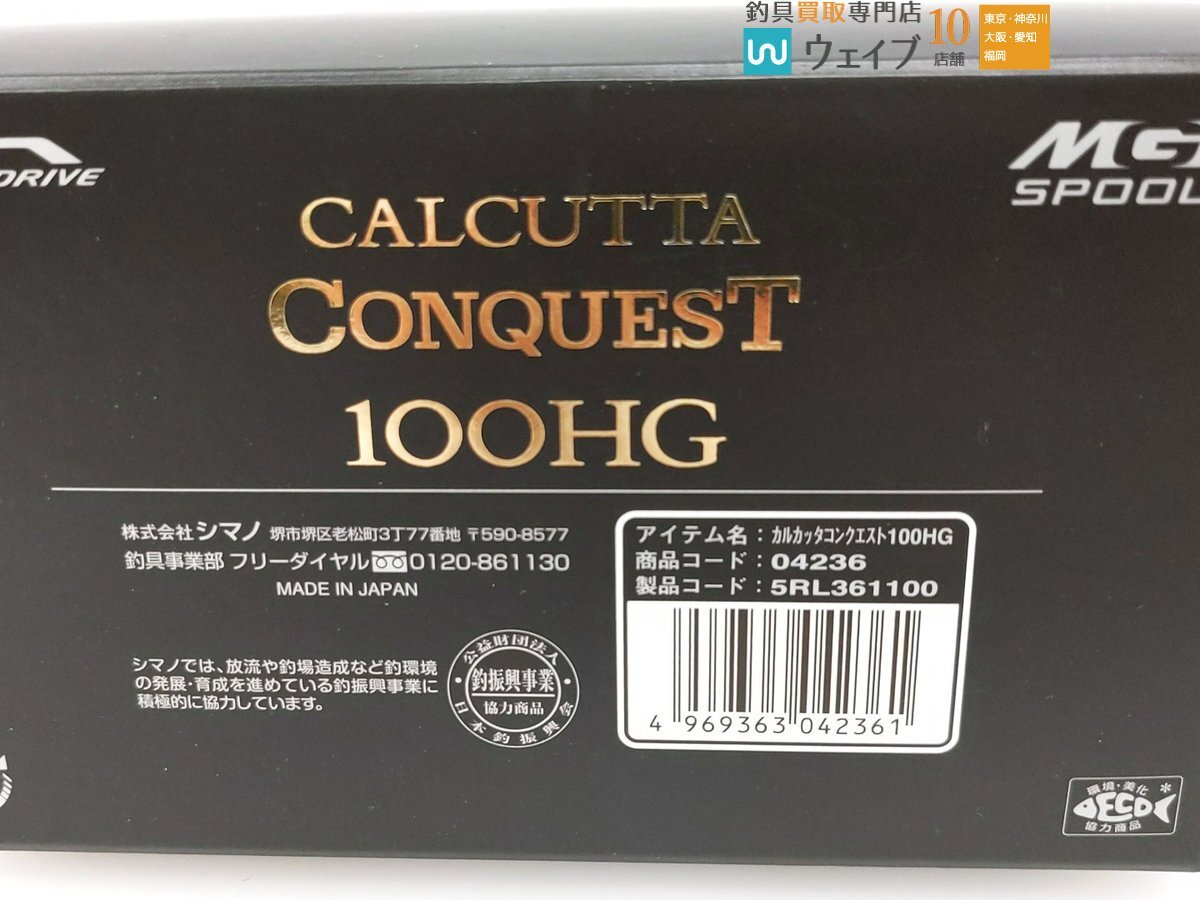 釣具買取専門店
ウェイブ
10
店舗
東京・神奈川
大阪・愛知
福岡
DRIVE
MG
SPOOL
CALCUTTA
CONQUEST
100HG
株式会社シマノ 堺市堺区老松町3丁77番地 〒590-8577
釣具事業部 フリーダイヤル 0120-861130
MADE IN JAPAN
アイテム名：カルカッタコンクエスト100HG
商品コード：04236
製品コード：5RL361100
4 969363 042361
シマノでは、放流や釣場造成など釣環境
の発展・育成を進めている釣振興事業に
積極的に協力しています。
公益財団法人
釣振興事業
協力商品
日本釣振興会
環境・美化
ECO
協力商品